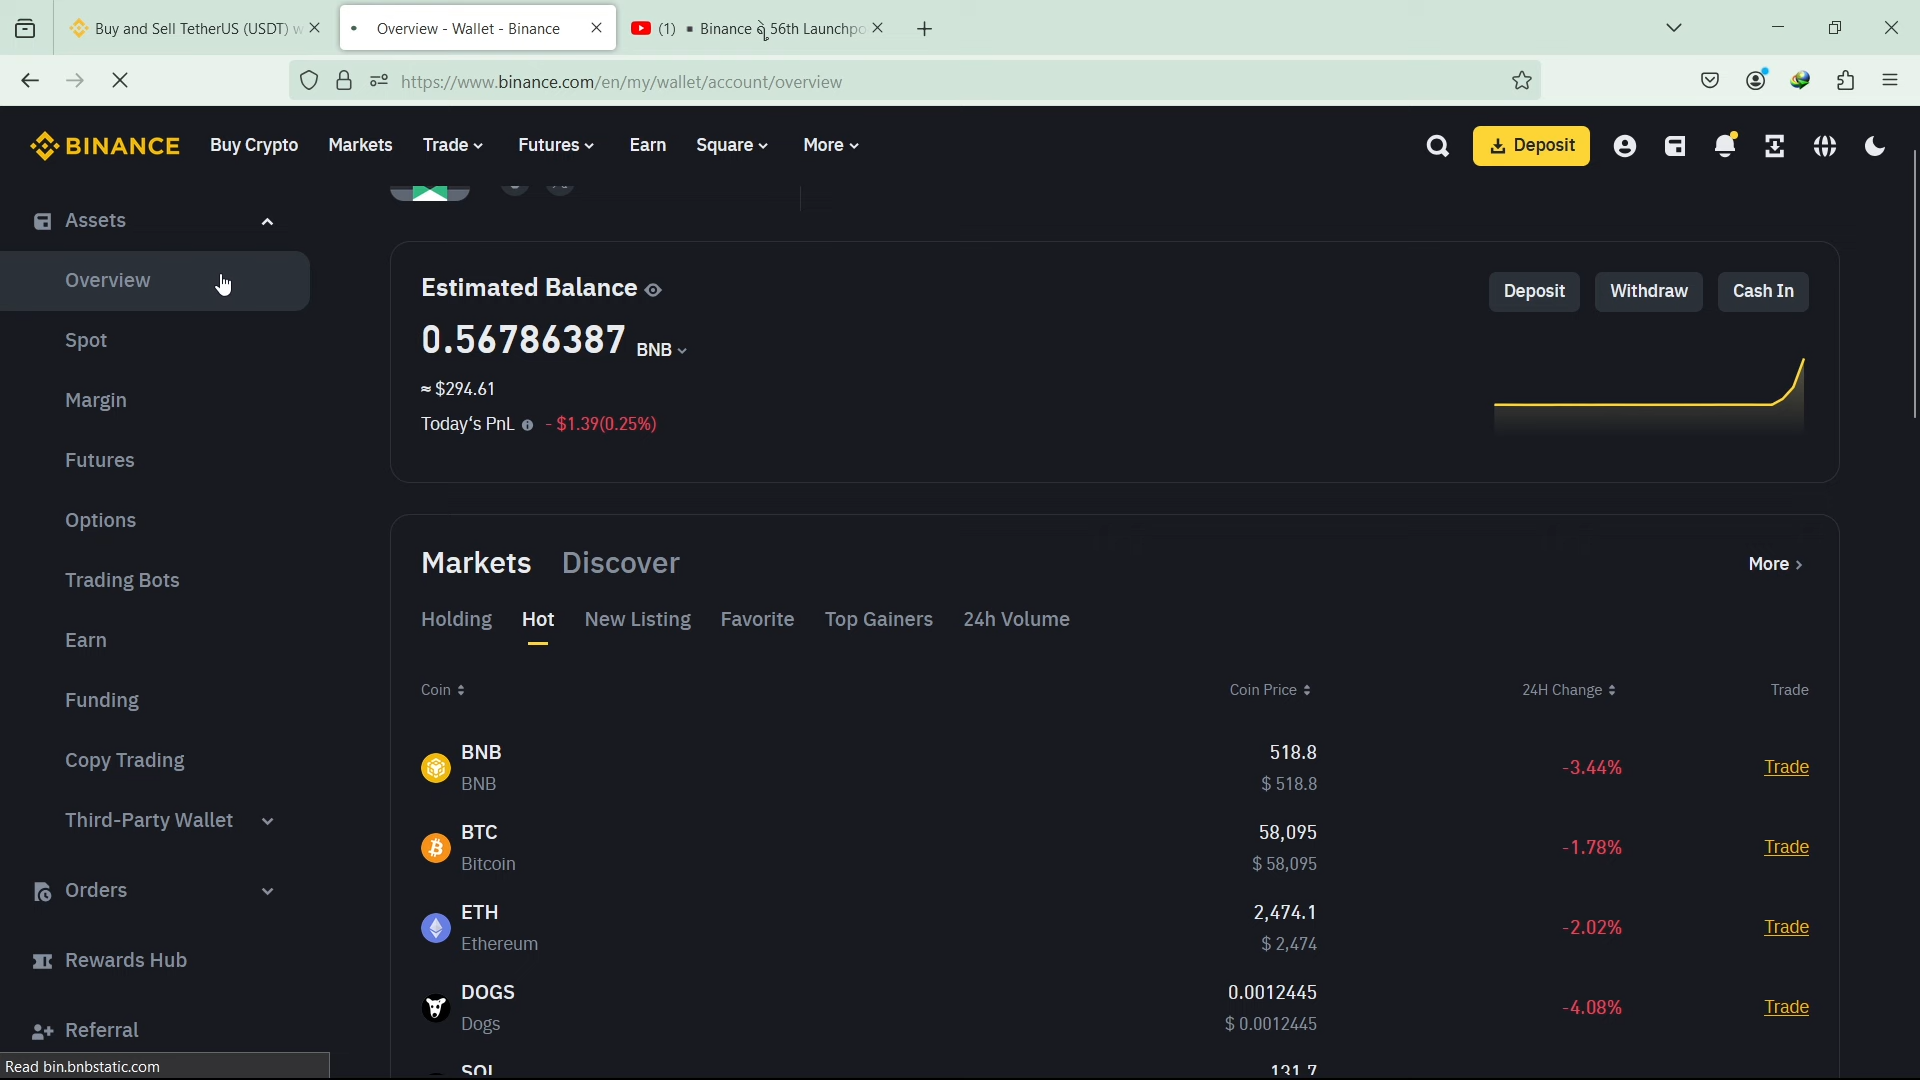 Buy and Sell TetherUS (USDT) w
Overview - Wallet - Binance
(1) ▪ Binance
56th Launchpo
https://www.binance.com/en/my/wallet/account/overview
BINANCE
Buy Crypto
Markets
Trade
Futures
Earn
Square
More
Deposit
Assets
Overview
Spot
Margin
Futures
Options
Trading Bots
Earn
Funding
Copy Trading
Third-Party Wallet
Orders
Rewards Hub
Referral
Read bin.bnbstatic.com
Estimated Balance
Deposit
Withdraw
Cash In
0.56786387 BNB
≈ $294.61
Today's PnL - $1.39(0.25%)
Markets Discover
More
Holding Hot New Listing Favorite Top Gainers 24h Volume
Coin Coin Price 24H Change Trade
BNB 518.8 -3.44% Trade
BNB $ 518.8
BTC 58,095 -1.78% Trade
Bitcoin $ 58,095
ETH 2,474.1 -2.02% Trade
Ethereum $ 2,474
DOGS 0.0012445 -4.08% Trade
Dogs $ 0.0012445
SOL 131.7